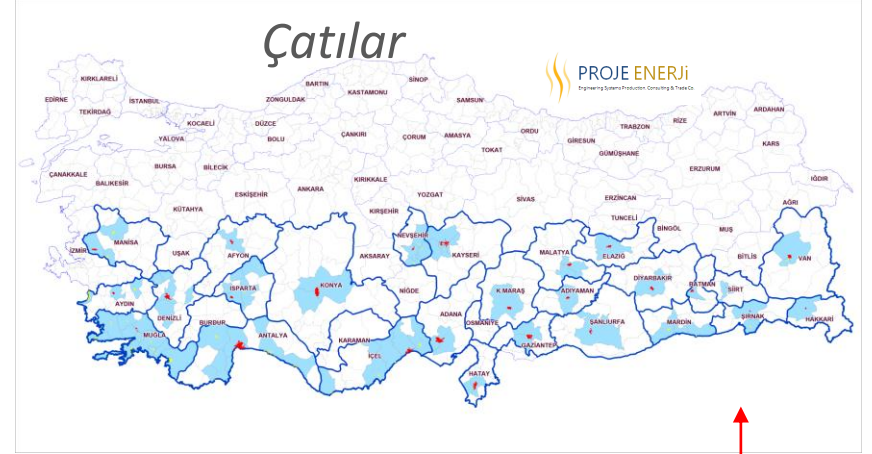 Çatılar
PROJE ENERJi
Engineering Systems Production, Consulting & Trade Co.
KIRKLARELİ
EDİRNE
TEKİRDAĞ
İSTANBUL
KOCAELİ
YALOVA
DÜZCE
BOLU
ZONGULDAK
BARTIN
KASTAMONU
SİNOP
SAMSUN
ÇANKIRI
ÇORUM
AMASYA
TOKAT
ORDU
GİRESUN
TRABZON
GÜMÜŞHANE
RİZE
ARTVİN
ARDAHAN
KARS
IĞDIR
AĞRI
ERZURUM
ERZİNCAN
TUNCELİ
BİNGÖL
MUŞ
BİTLİS
VAN
ÇANAKKALE
BALIKESİR
BURSA
BİLECİK
ESKİŞEHİR
KÜTAHYA
ANKARA
KIRIKKALE
KIRŞEHİR
YOZGAT
SİVAS
İZMİR
MANİSA
UŞAK
AFYON
AKSARAY
NEVŞEHİR
KAYSERİ
MALATYA
ELAZIĞ
DİYARBAKIR
BATMAN
SİİRT
AYDIN
DENİZLİ
ISPARTA
BURDUR
KONYA
NİĞDE
ADANA
K.MARAŞ
ADIYAMAN
ŞANLIURFA
MARDİN
ŞIRNAK
HAKKARİ
MUĞLA
ANTALYA
KARAMAN
İÇEL
OSMANİYE
GAZİANTEP
HATAY